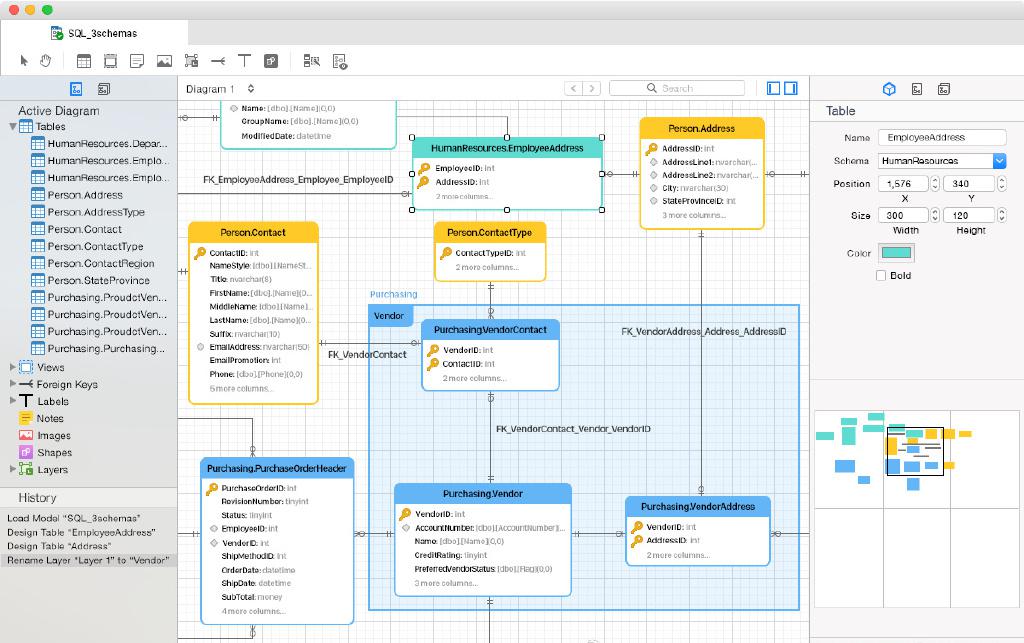 SQL_3schemas
Diagram 1
Search
Active Diagram
Tables
HumanResources.Depar...
HumanResources.Emplo...
HumanResources.Emplo...
Person.Address
Person.AddressType
Person.Contact
Person.ContactType
Person.ContactRegion
Person.StateProvince
Purchasing.ProudctVen...
Purchasing.ProudctVen...
Purchasing.ProudctVen...
Purchasing.Purchasing...
Views
Foreign Keys
Labels
Notes
Images
Shapes
Layers
History
Load Model "SQL_3schemas"
Design Table "EmployeeAddress"
Design Table "Address"
Rename Layer "Layer 1" to "Vendor"
Name: [dbo].[Name](0,0)
GroupName: [dbo].[Name](0,0)
ModifiedDate: datetime
HumanResources.EmployeeAddress
EmployeeID: int
AddressID: int
2 more columns...
Person.Address
AddressID: int
AddressLine1: nvarchar(...
AddressLine2: nvarchar(...
City: nvarchar(30)
StateProvinceID: int
3 more columns...
FK_EmployeeAddress_Employee_EmployeeID
Person.Contact
ContactID: int
NameStyle: [dbo].[NameSt...
Title: nvarchar(8)
FirstName: [dbo].[Name](0...
MiddleName: [dbo].[Name](...
LastName: [dbo].[Name](0...
Suffix: nvarchar(10)
EmailAddress: nvarchar(50)
EmailPromotion: int
Phone: [dbo].[Phone](0,0)
5 more columns...
Person.ContactType
ContactTypeID: int
2 more columns...
Purchasing
Vendor
Purchasing.VendorContact
VendorID: int
ContactID: int
2 more columns...
FK_VendorContact
FK_VendorAddress_Address_AddressID
FK_VendorContact_Vendor_VendorID
Purchasing.PurchaseOrderHeader
PurchaseOrderID: int
RevisionNumber: tinyint
Status: tinyint
EmployeeID: int
VendorID: int
ShipMethodID: int
OrderDate: datetime
ShipDate: datetime
SubTotal: money
4 more columns...
Purchasing.Vendor
VendorID: int
AccountNumber: [dbo].[AccountNumber]...
Name: [dbo].[Name](0,0)
CreditRating: tinyint
PreferredVendorStatus: [dbo].[Flag](0,0)
3 more columns...
Purchasing.VendorAddress
VendorID: int
AddressID: int
2 more columns...
Table
Name EmployeeAddress
Schema HumanResources
Position 1,576 340
X Y
Size 300 120
Width Height
Color
Bold